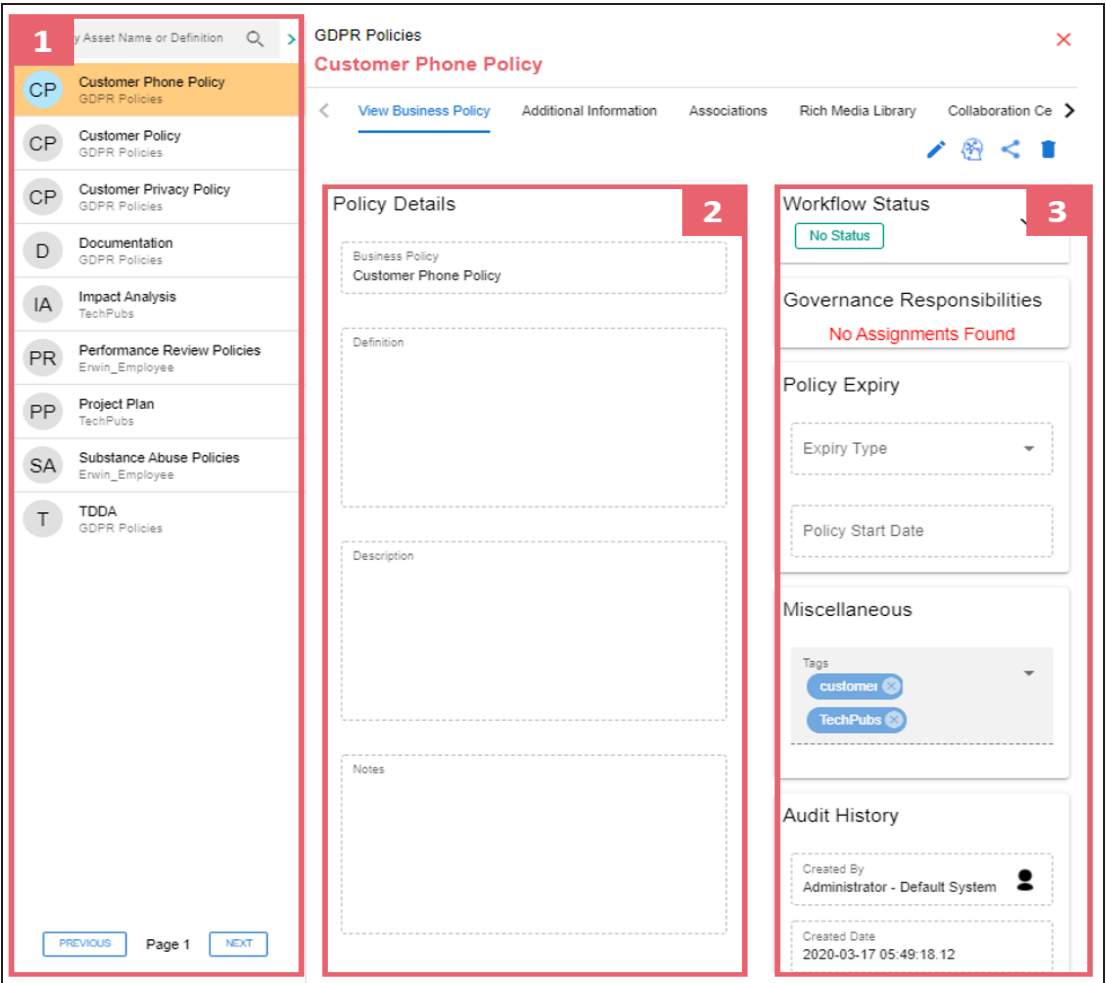 1
y Asset Name or Definition
CP
Customer Phone Policy
GDPR Policies
CP
Customer Policy
GDPR Policies
CP
Customer Privacy Policy
GDPR Policies
D
Documentation
GDPR Policies
IA
Impact Analysis
TechPubs
PR
Performance Review Policies
Erwin_Employee
PP
Project Plan
TechPubs
SA
Substance Abuse Policies
Erwin_Employee
T
TDDA
GDPR Policies
PREVIOUS Page 1 NEXT
GDPR Policies
Customer Phone Policy
View Business Policy Additional Information Associations Rich Media Library Collaboration Ce
2
Policy Details
Business Policy
Customer Phone Policy
Definition
Description
Notes
3
Workflow Status
No Status
Governance Responsibilities
No Assignments Found
Policy Expiry
Expiry Type
Policy Start Date
Miscellaneous
Tags
customer
TechPubs
Audit History
Created By
Administrator - Default System
Created Date
2020-03-17 05:49:18.12